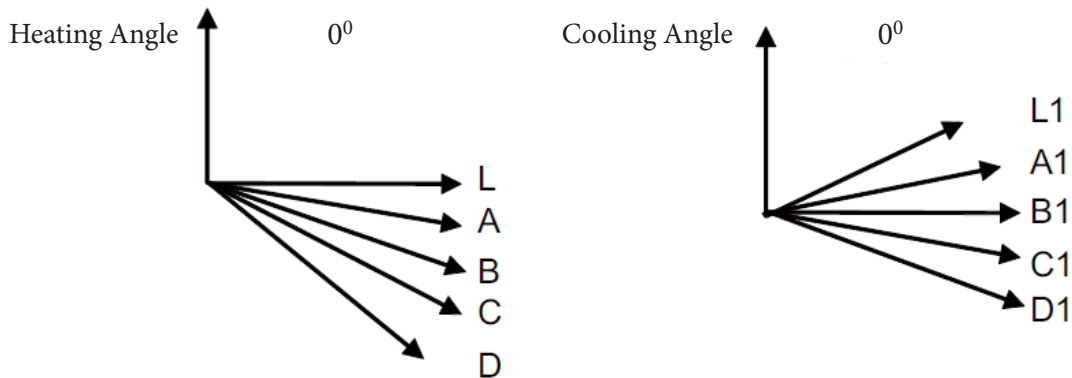 Heating Angle 0⁰
L
A
B
C
D
Cooling Angle 0⁰
L1
A1
B1
C1
D1